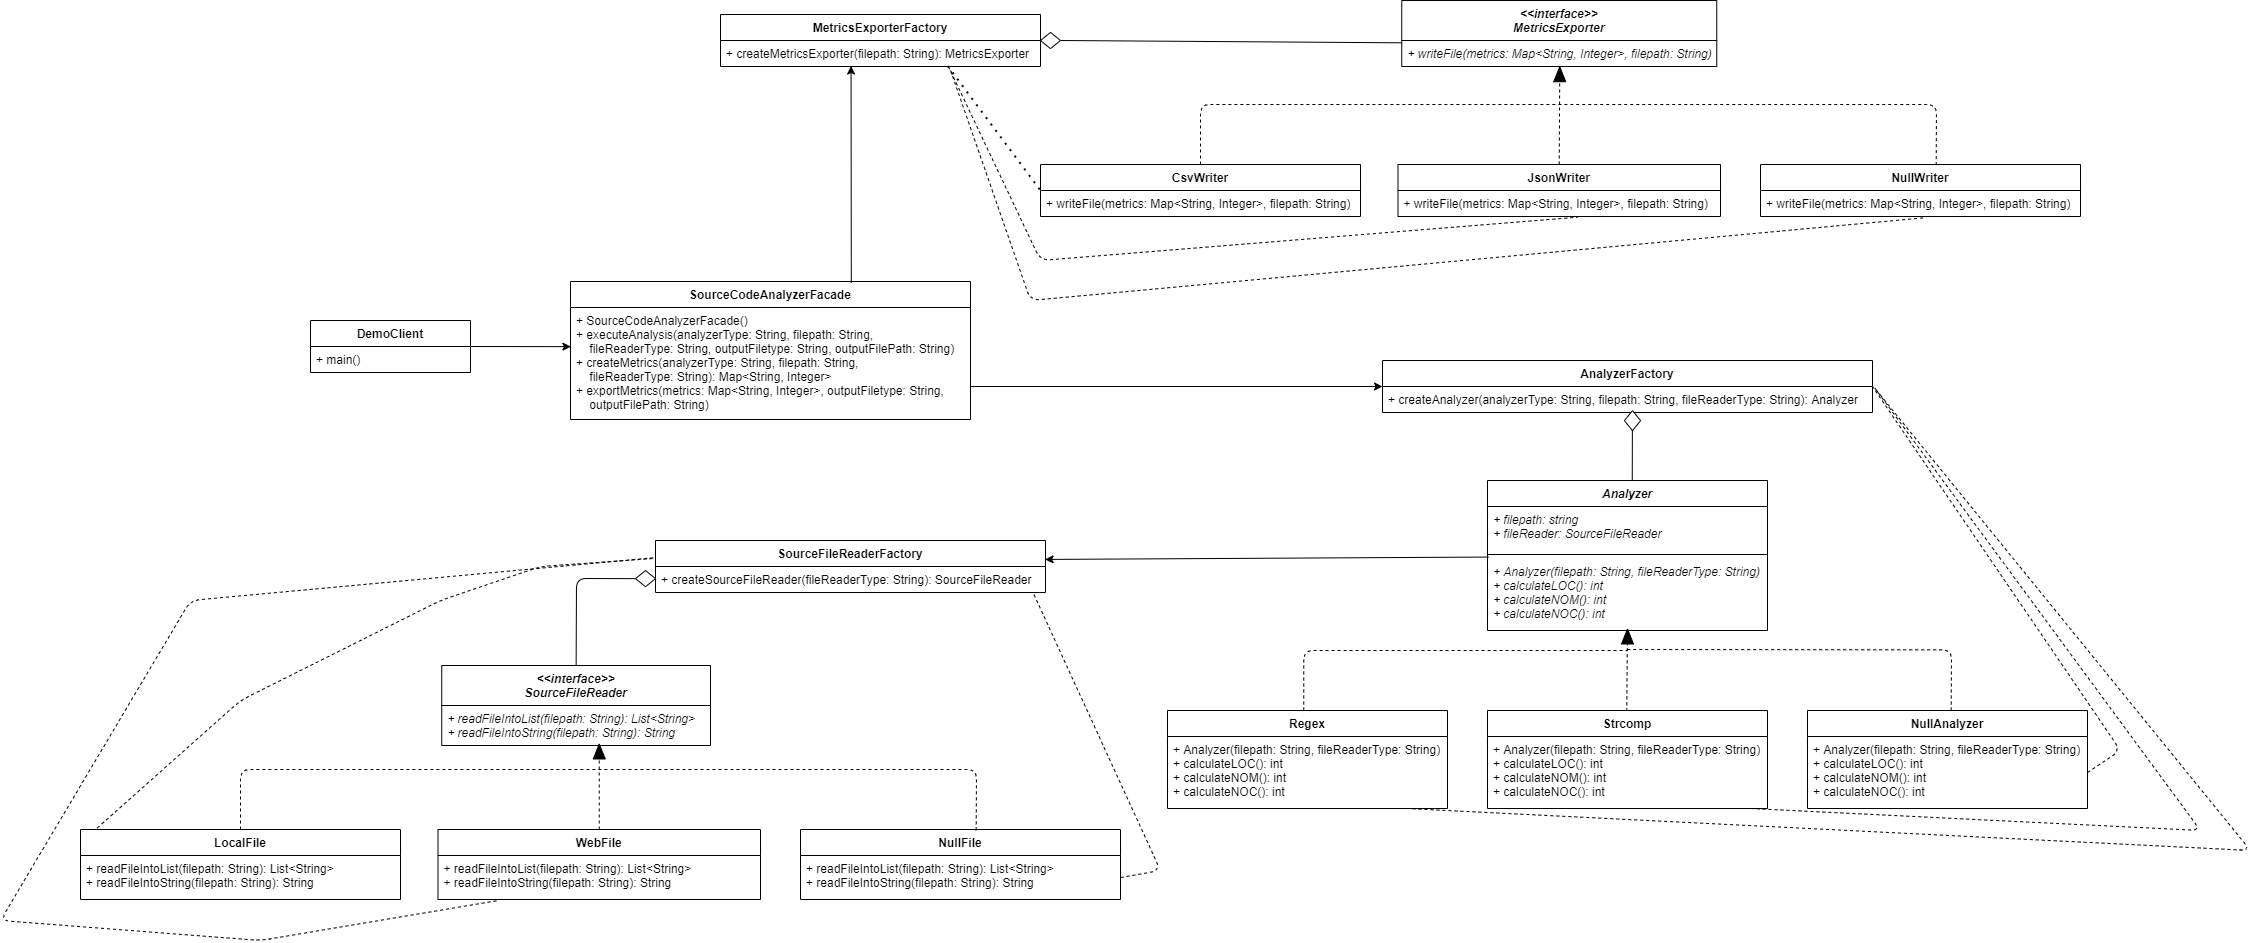 MetricsExporterFactory
+ createMetricsExporter(filepath: String): MetricsExporter
<<interface>>
MetricsExporter
+ writeFile(metrics: Map<String, Integer>, filepath: String)
CsvWriter
+ writeFile(metrics: Map<String, Integer>, filepath: String)
JsonWriter
+ writeFile(metrics: Map<String, Integer>, filepath: String)
NullWriter
+ writeFile(metrics: Map<String, Integer>, filepath: String)
SourceCodeAnalyzerFacade
+ SourceCodeAnalyzerFacade()
+ executeAnalysis(analyzerType: String, filepath: String,
fileReaderType: String, outputFiletype: String, outputFilePath: String)
+ createMetrics(analyzerType: String, filepath: String,
fileReaderType: String): Map<String, Integer>
+ exportMetrics(metrics: Map<String, Integer>, outputFiletype: String,
outputFilePath: String)
DemoClient
+ main()
AnalyzerFactory
+ createAnalyzer(analyzerType: String, filepath: String, fileReaderType: String): Analyzer
Analyzer
+ filepath: string
+ fileReader: SourceFileReader
+ Analyzer(filepath: String, fileReaderType: String)
+ calculateLOC(): int
+ calculateNOM(): int
+ calculateNOC(): int
SourceFileReaderFactory
+ createSourceFileReader(fileReaderType: String): SourceFileReader
<<interface>>
SourceFileReader
+ readFileIntoList(filepath: String): List<String>
+ readFileIntoString(filepath: String): String
Regex
+ Analyzer(filepath: String, fileReaderType: String)
+ calculateLOC(): int
+ calculateNOM(): int
+ calculateNOC(): int
Strcomp
+ Analyzer(filepath: String, fileReaderType: String)
+ calculateLOC(): int
+ calculateNOM(): int
+ calculateNOC(): int
NullAnalyzer
+ Analyzer(filepath: String, fileReaderType: String)
+ calculateLOC(): int
+ calculateNOM(): int
+ calculateNOC(): int
LocalFile
+ readFileIntoList(filepath: String): List<String>
+ readFileIntoString(filepath: String): String
WebFile
+ readFileIntoList(filepath: String): List<String>
+ readFileIntoString(filepath: String): String
NullFile
+ readFileIntoList(filepath: String): List<String>
+ readFileIntoString(filepath: String): String